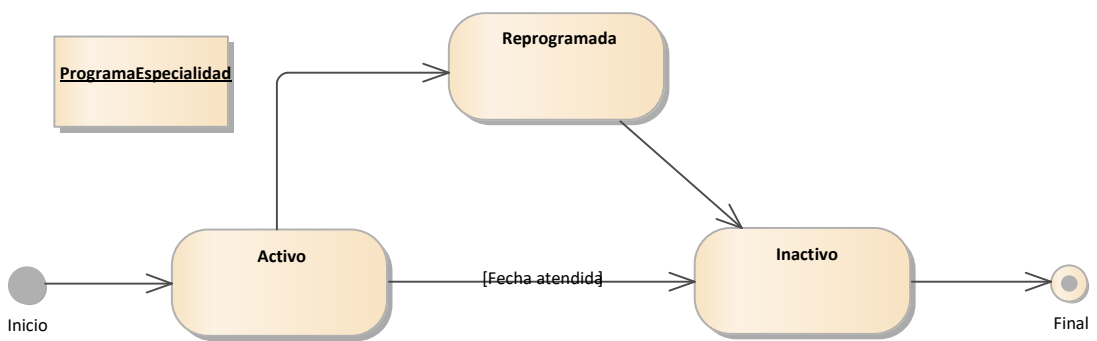 Reprogramada
ProgramaEspecialidad
Activo
[Fecha atendida]
Inactivo
Inicio
Final